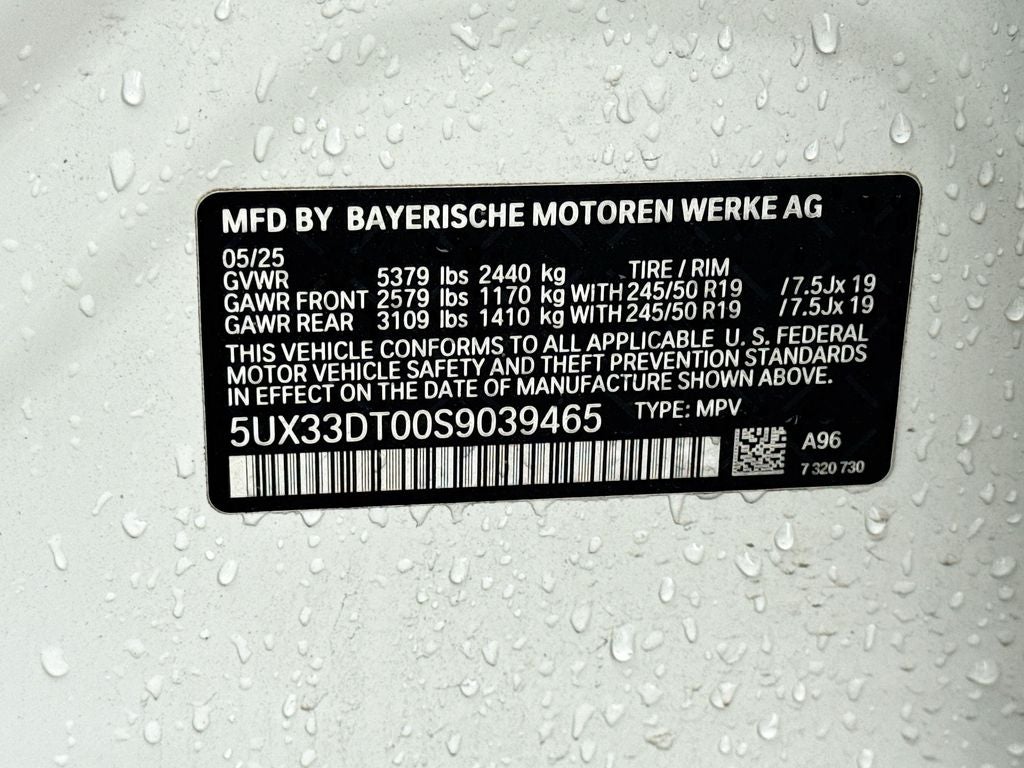 MFD BY BAYERISCHE MOTOREN WERKE AG
05/25
GVWR 5379 lbs 2440 kg TIRE / RIM
GAWR FRONT 2579 lbs 1170 kg WITH 245/50 R19 /7.5Jx 19
GAWR REAR 3109 lbs 1410 kg WITH 245/50 R19 /7.5Jx 19
THIS VEHICLE CONFORMS TO ALL APPLICABLE U. S. FEDERAL
MOTOR VEHICLE SAFETY AND THEFT PREVENTION STANDARDS
IN EFFECT ON THE DATE OF MANUFACTURE SHOWN ABOVE.
5UX33DT00S9039465 TYPE: MPV
A96
7 320 730